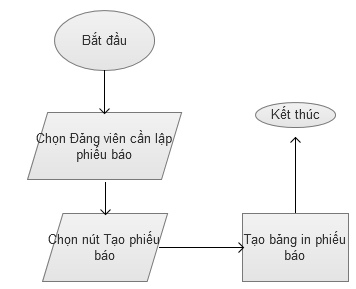 Bắt đầu
Chọn Đảng viên cần lập
phiếu báo
Chọn nút Tạo phiếu
báo
Tạo bảng in phiếu
báo
Kết thúc